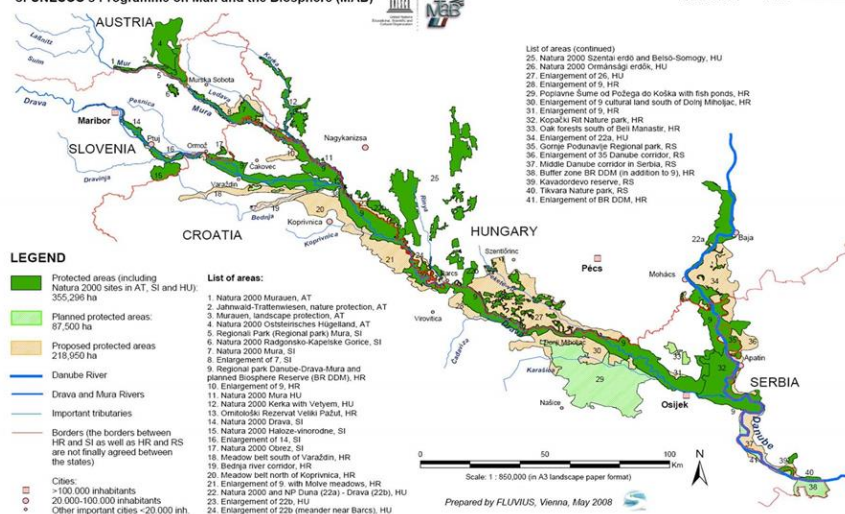 of UNESCO's Programme on Man and the Biosphere (MAB)
MaB
AUSTRIA
Lašnitz
Sulm
Mur
Drava
Pesnica
Maribor
Ptuj
SLOVENIA
Dravinja
Ormož
Murska Sobota
Ledava
Mura
Kerka
Nagykanizsa
Čakovec
Varaždin
Bednja
Koprivnica
Koprivnica
CROATIA
HUNGARY
Rinya
Barcs
Szentlőrinc
Pécs
Virovitica
Čađavica
Donji Miholjac
Karašica
Našice
Osijek
Mohács
Baja
Apatin
SERBIA
Danube
List of areas (continued)
25. Natura 2000 Szentai erdö and Belsö-Somogy, HU
26. Natura 2000 Ormánsági erdők, HU
27. Enlargement of 26, HU
28. Enlargement of 9, HR
29. Poplavne Šume od Požega do Koška with fish ponds, HR
30. Enlargement of 9 cultural land south of Dolnj Miholjac, HR
31. Enlargement of 9, HR
32. Kopački Rit Nature park, HR
33. Oak forests south of Beli Manastir, HR
34. Enlargement of 22a, HU
35. Gornje Podunavlje Regional park, RS
36. Enlargement of 35 Danube corridor, RS
37. Middle Danube corridor in Serbia, RS
38. Buffer zone BR DDM (in addition to 9), HR
39. Kavadordevo reserve, RS
40. Tikvara Nature park, RS
41. Enlargement of BR DDM, HR
LEGEND
Protected areas (including
Natura 2000 sites in AT, SI and HU):
355,296 ha
Planned protected areas:
87,500 ha
Proposed protected areas
218,950 ha
Danube River
Drava and Mura Rivers
Important tributaries
Borders (the borders between
HR and SI as well as HR and RS
are not finally agreed between
the states)
Cities:
>100.000 inhabitants
20.000-100.000 inhabitants
Other important cities <20.000 inh.
List of areas:
1. Natura 2000 Murauen, AT
2. Jahnwald-Trattenwiesen, nature protection, AT
3. Murauen, landscape protection, AT
4. Natura 2000 Oststeirisches Hügelland, AT
5. Regionali Park (Regional park) Mura, SI
6. Natura 2000 Radgonsko-Kapelske Gorice, SI
7. Natura 2000 Mura, SI
8. Enlargement of 7, SI
9. Regional park Danube-Drava-Mura and
planned Biosphere Reserve (BR DDM), HR
10. Enlargement of 9, HR
11. Natura 2000 Mura HU
12. Natura 2000 Kerka with Vetyem, HU
13. Ornitološki Rezervat Veliki Pažut, HR
14. Natura 2000 Drava, SI
15. Natura 2000 Haloze-vinorodne, SI
16. Enlargement of 14, SI
17. Natura 2000 Obrez, SI
18. Meadow belt south of Varaždin, HR
19. Bednja river corridor, HR
20. Meadow belt north of Koprivnica, HR
21. Enlargement of 9. with Molve meadows, HR
22. Natura 2000 and NP Duna (22a) - Drava (22b), HU
23. Enlargement of 22b, HU
24. Enlargement of 22b (meander near Barcs), HU
0 50 100
Km
Scale: 1 : 850,000 (in A3 landscape paper format)
N
Prepared by FLUVIUS, Vienna, May 2008